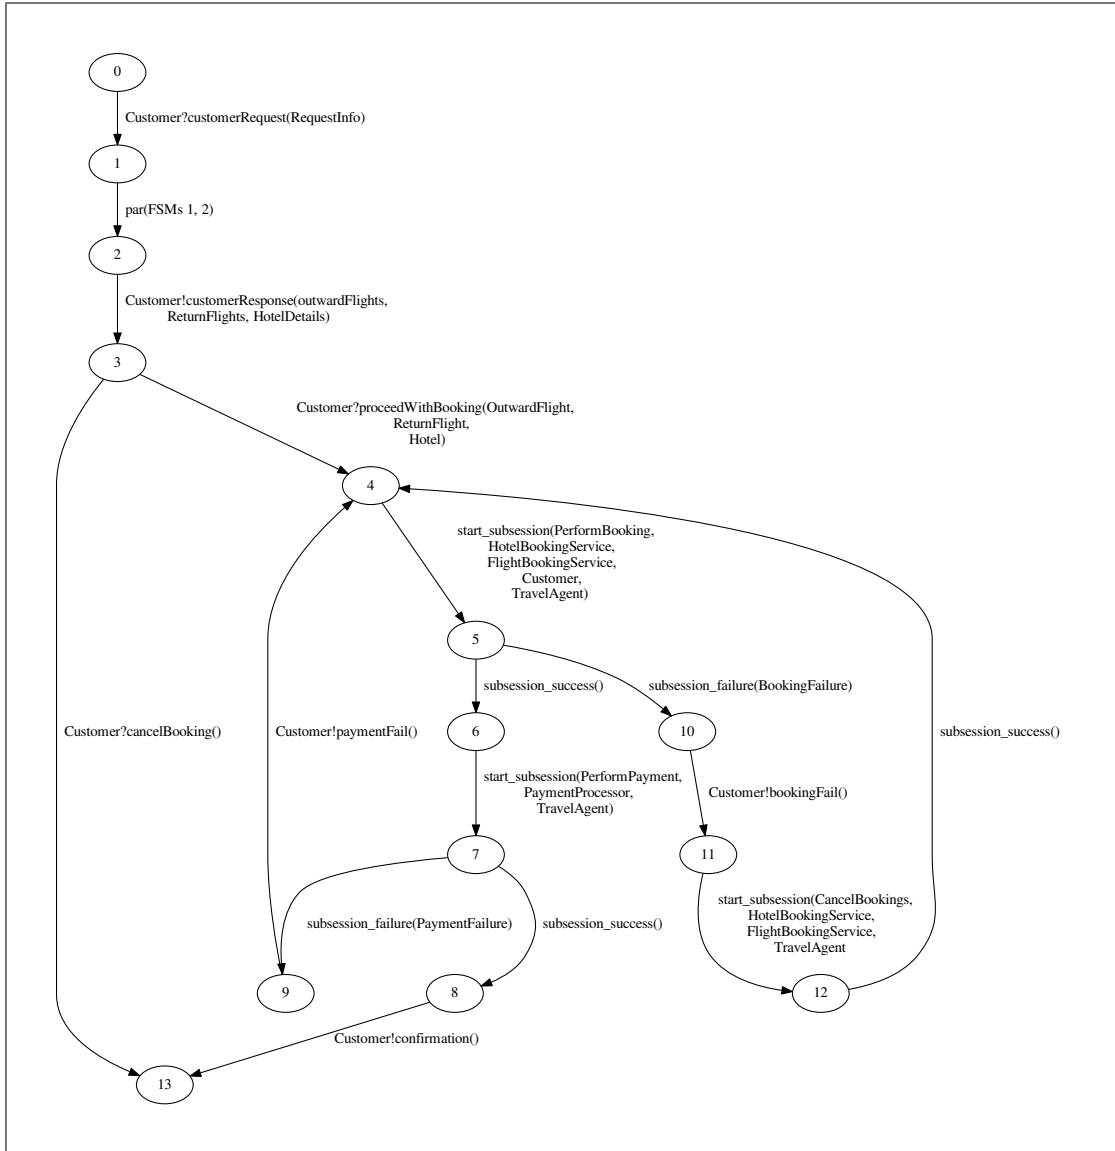 0
Customer?customerRequest(RequestInfo)
1
par(FSMs 1, 2)
2
Customer!customerResponse(outwardFlights,
ReturnFlights, HotelDetails)
3
Customer?proceedWithBooking(OutwardFlight,
ReturnFlight,
Hotel)
4
start_subsession(PerformBooking,
HotelBookingService,
FlightBookingService,
Customer,
TravelAgent)
5
subsession_success()
subsession_failure(BookingFailure)
Customer?cancelBooking()
Customer!paymentFail()
6
10
subsession_success()
start_subsession(PerformPayment,
PaymentProcessor,
TravelAgent)
Customer!bookingFail()
7
11
subsession_failure(PaymentFailure)
subsession_success()
start_subsession(CancelBookings,
HotelBookingService,
FlightBookingService,
TravelAgent
9
8
12
Customer!confirmation()
13